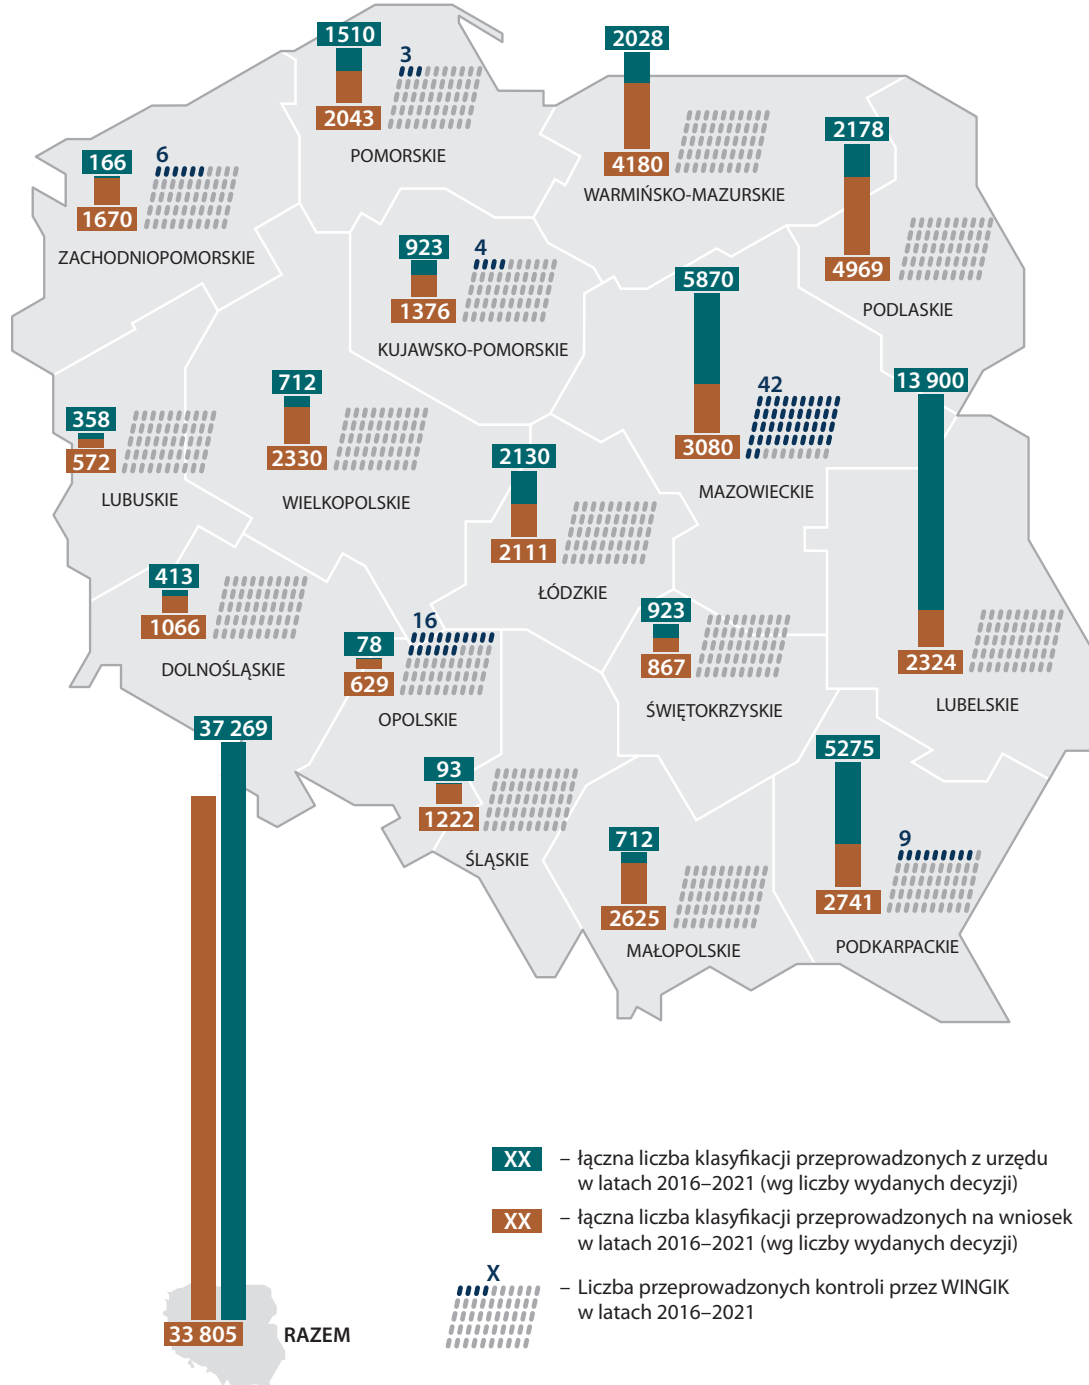 1510
3
2043
POMORSKIE
2028
4180
WARMIŃSKO-MAZURSKIE
2178
4969
PODLASKIE
166
6
1670
ZACHODNIOPOMORSKIE
923
4
1376
KUJAWSKO-POMORSKIE
5870
42
3080
MAZOWIECKIE
13 900
2324
LUBELSKIE
358
572
LUBUSKIE
712
2330
WIELKOPOLSKIE
2130
2111
ŁÓDZKIE
413
1066
DOLNOŚLĄSKIE
78
16
629
OPOLSKIE
923
867
ŚWIĘTOKRZYSKIE
93
1222
ŚLĄSKIE
712
2625
MAŁOPOLSKIE
5275
9
2741
PODKARPACKIE
37 269
33 805
RAZEM
XX – łączna liczba klasyfikacji przeprowadzonych z urzędu
w latach 2016–2021 (wg liczby wydanych decyzji)
XX – łączna liczba klasyfikacji przeprowadzonych na wniosek
w latach 2016–2021 (wg liczby wydanych decyzji)
X
– Liczba przeprowadzonych kontroli przez WINGIK
w latach 2016–2021